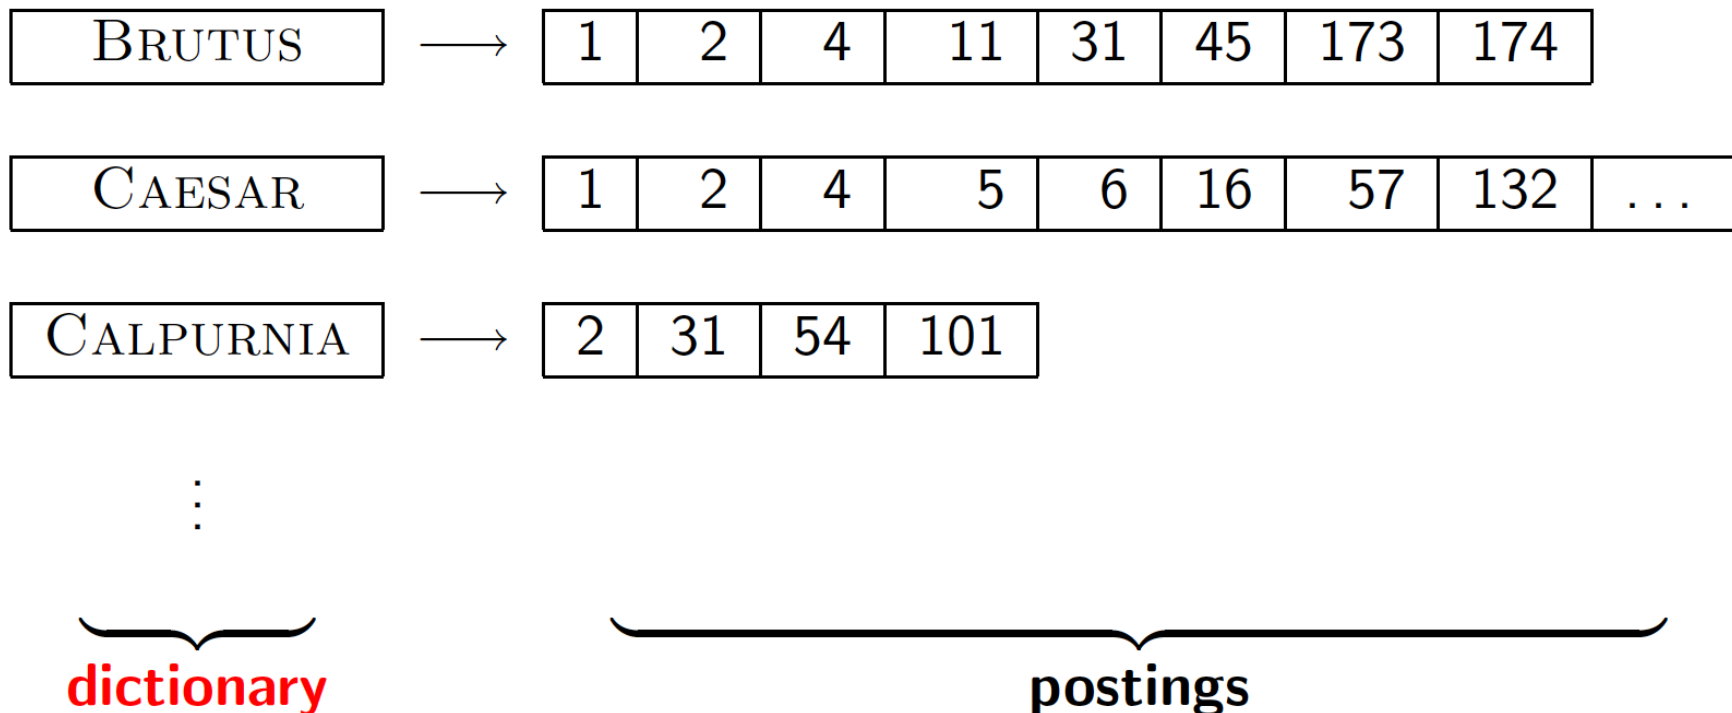 BRUTUS ⟶ 1 2 4 11 31 45 173 174
CAESAR ⟶ 1 2 4 5 6 16 57 132 ...
CALPURNIA ⟶ 2 31 54 101
⋮
dictionary postings